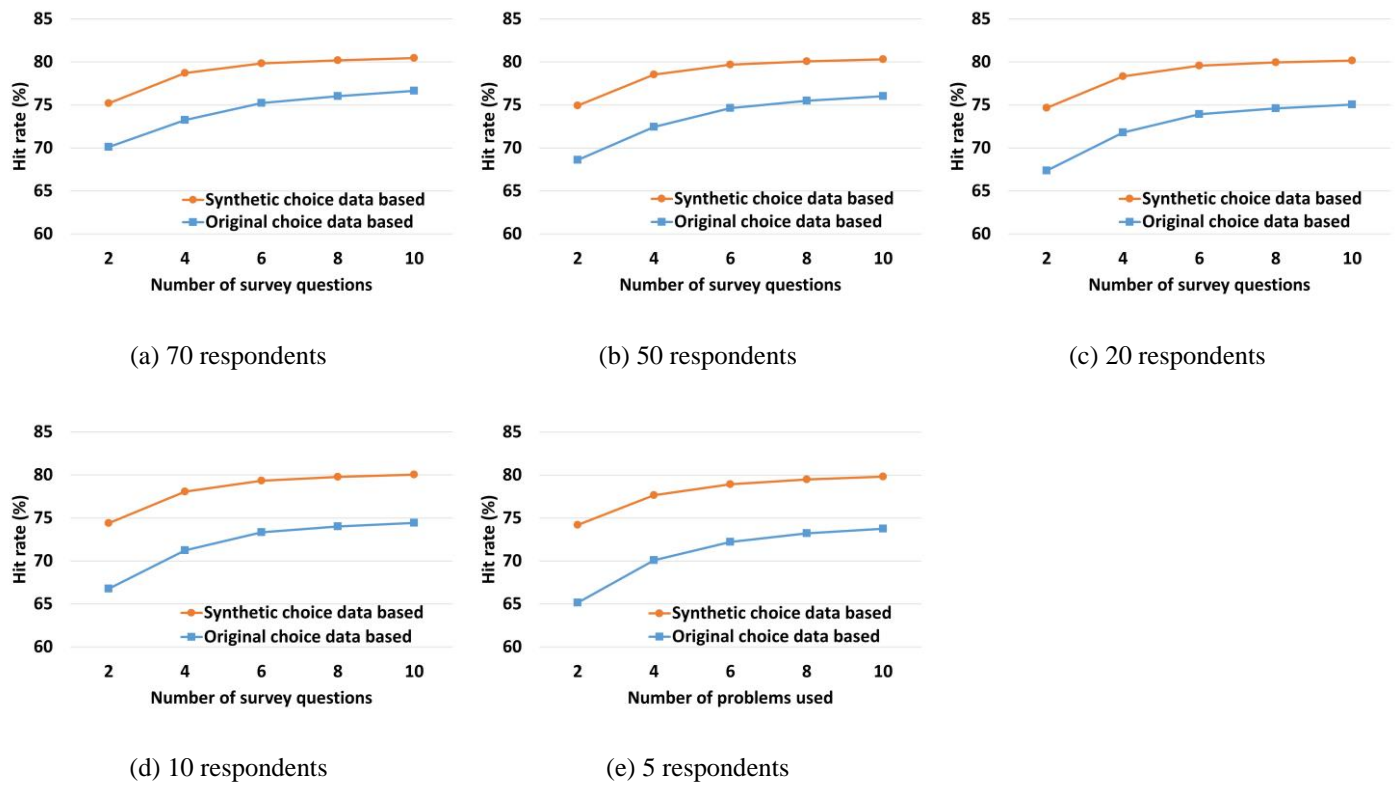 85
80
75
70
65
60
Hit rate (%)
Synthetic choice data based
Original choice data based
2 4 6 8 10
Number of survey questions
(a) 70 respondents
85
80
75
70
65
60
Hit rate (%)
Synthetic choice data based
Original choice data based
2 4 6 8 10
Number of survey questions
(b) 50 respondents
85
80
75
70
65
60
Hit rate (%)
Synthetic choice data based
Original choice data based
2 4 6 8 10
Number of survey questions
(c) 20 respondents
85
80
75
70
65
60
Hit rate (%)
Synthetic choice data based
Original choice data based
2 4 6 8 10
Number of survey questions
(d) 10 respondents
85
80
75
70
65
60
Hit rate (%)
Synthetic choice data based
Original choice data based
2 4 6 8 10
Number of problems used
(e) 5 respondents